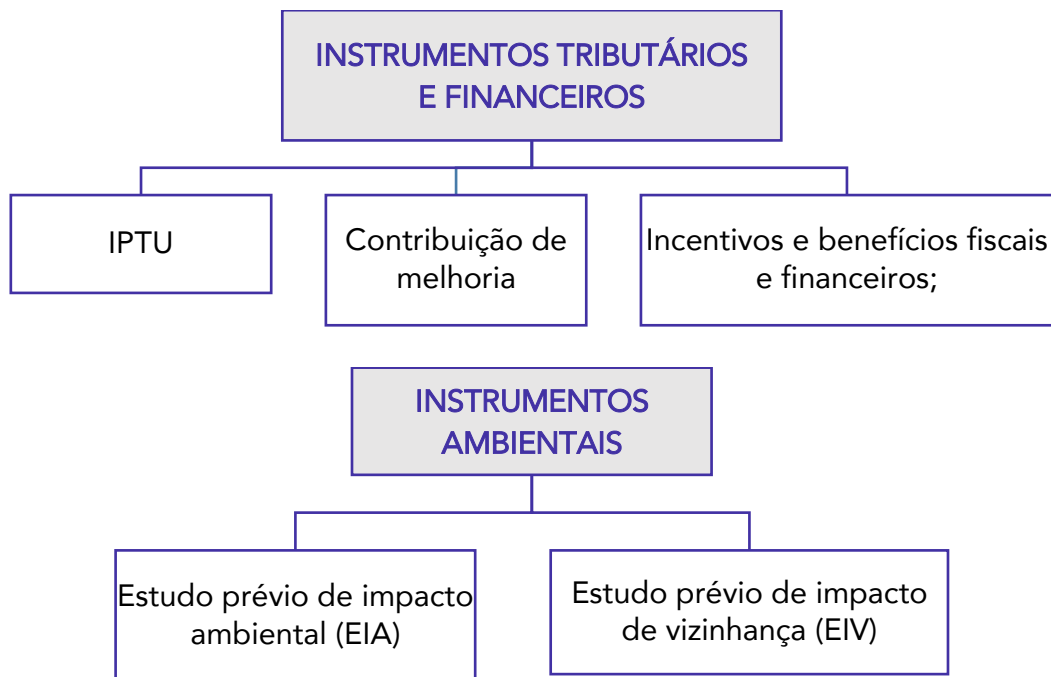 INSTRUMENTOS TRIBUTÁRIOS
E FINANCEIROS
IPTU
Contribuição de
melhoria
Incentivos e benefícios fiscais
e financeiros;
INSTRUMENTOS
AMBIENTAIS
Estudo prévio de impacto
ambiental (EIA)
Estudo prévio de impacto
de vizinhança (EIV)